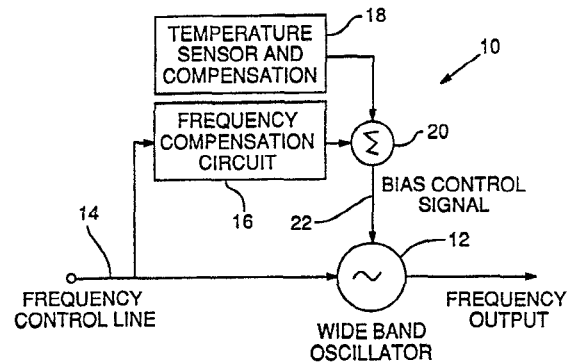 18
TEMPERATURE
SENSOR AND
COMPENSATION
10
FREQUENCY
COMPENSATION
CIRCUIT
Σ
20
16
22
BIAS CONTROL
SIGNAL
14
12
~
FREQUENCY
CONTROL LINE
FREQUENCY
OUTPUT
WIDE BAND
OSCILLATOR